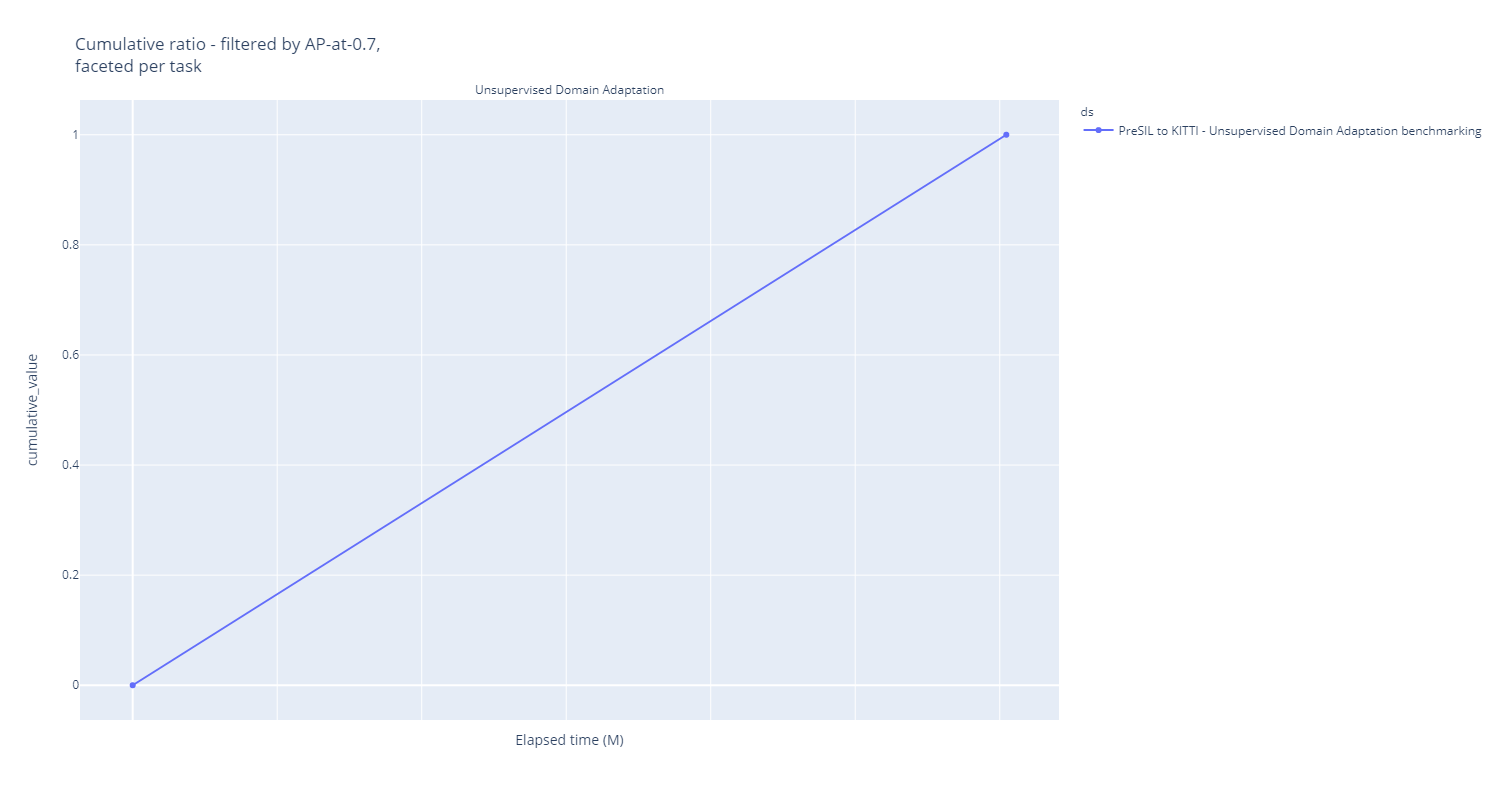 Cumulative ratio - filtered by AP-at-0.7,
faceted per task
Unsupervised Domain Adaptation
ds
PreSIL to KITTI - Unsupervised Domain Adaptation benchmarking
1
0.8
0.6
0.4
0.2
0
cumulative_value
Elapsed time (M)